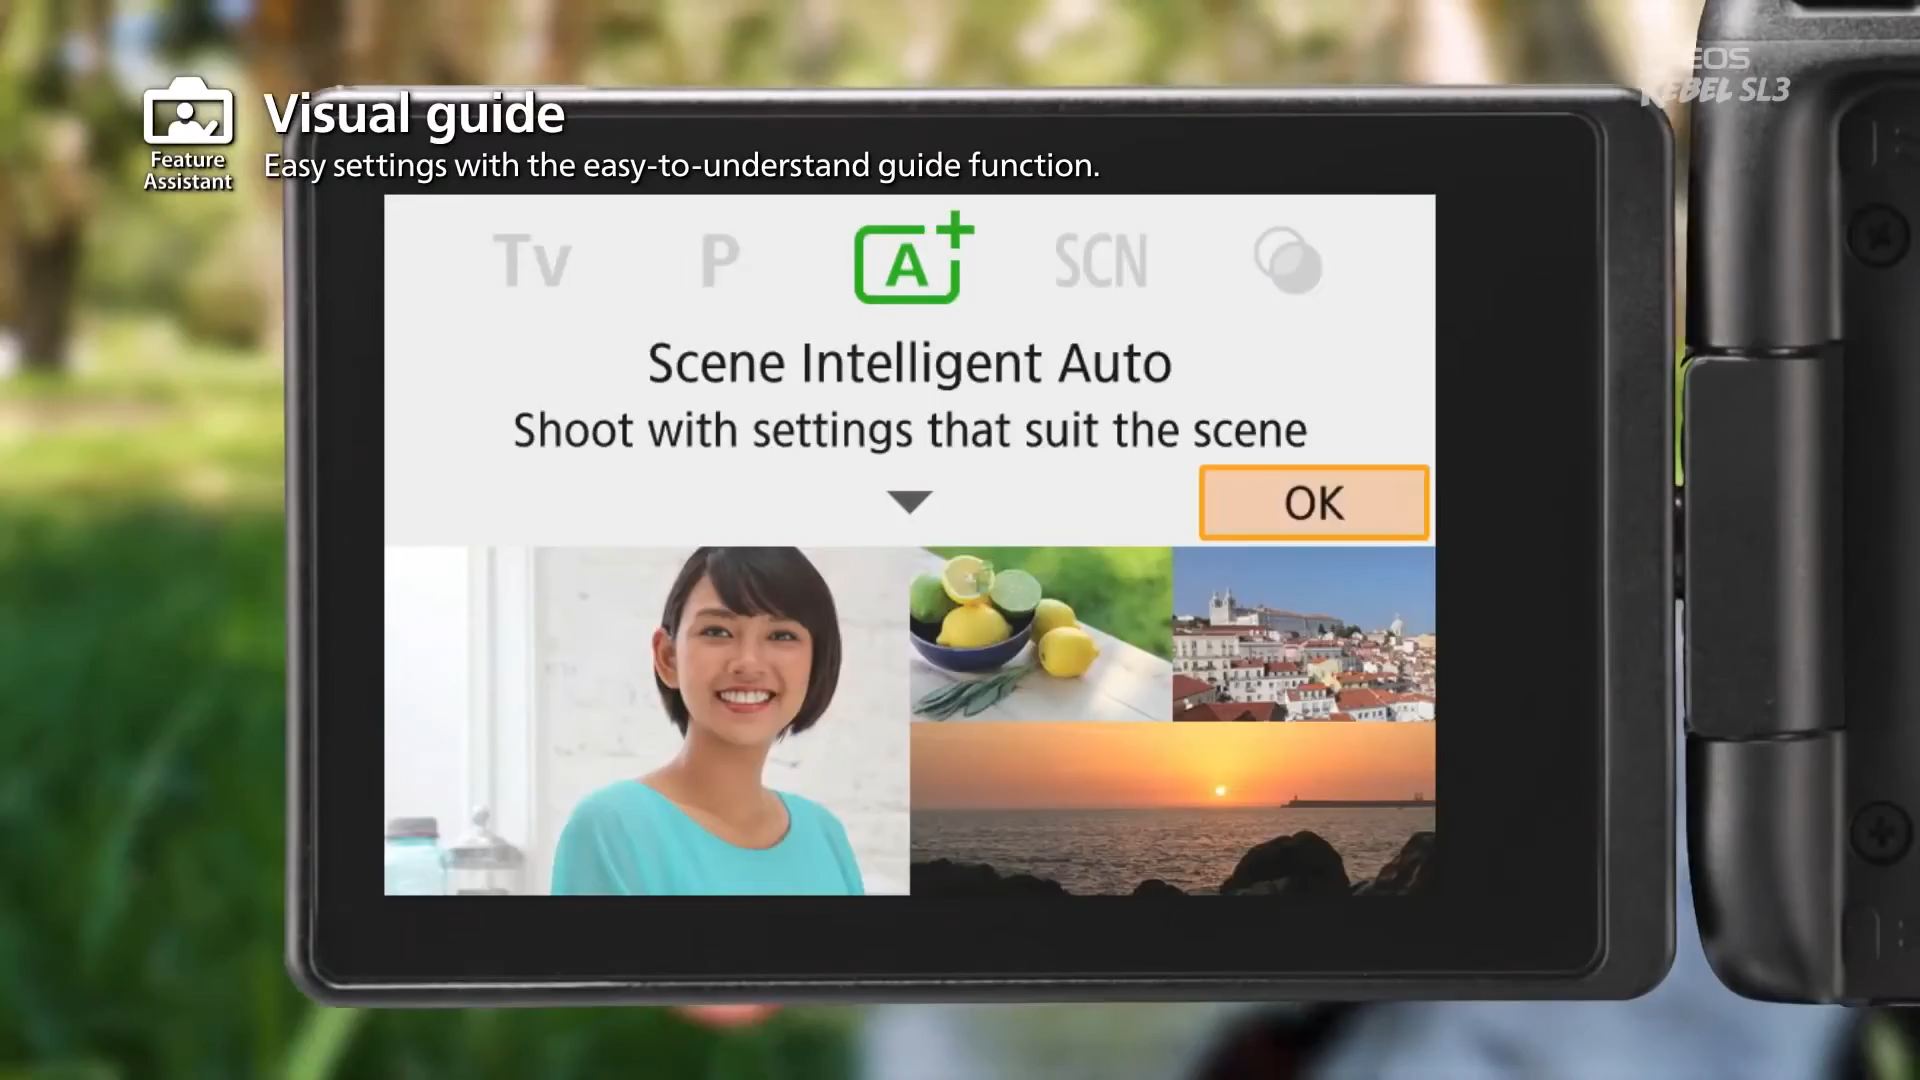 EOS
REBEL SL3
Visual guide
Feature
Assistant
Easy settings with the easy-to-understand guide function.
Tv P A+ SCN
Scene Intelligent Auto
Shoot with settings that suit the scene
OK